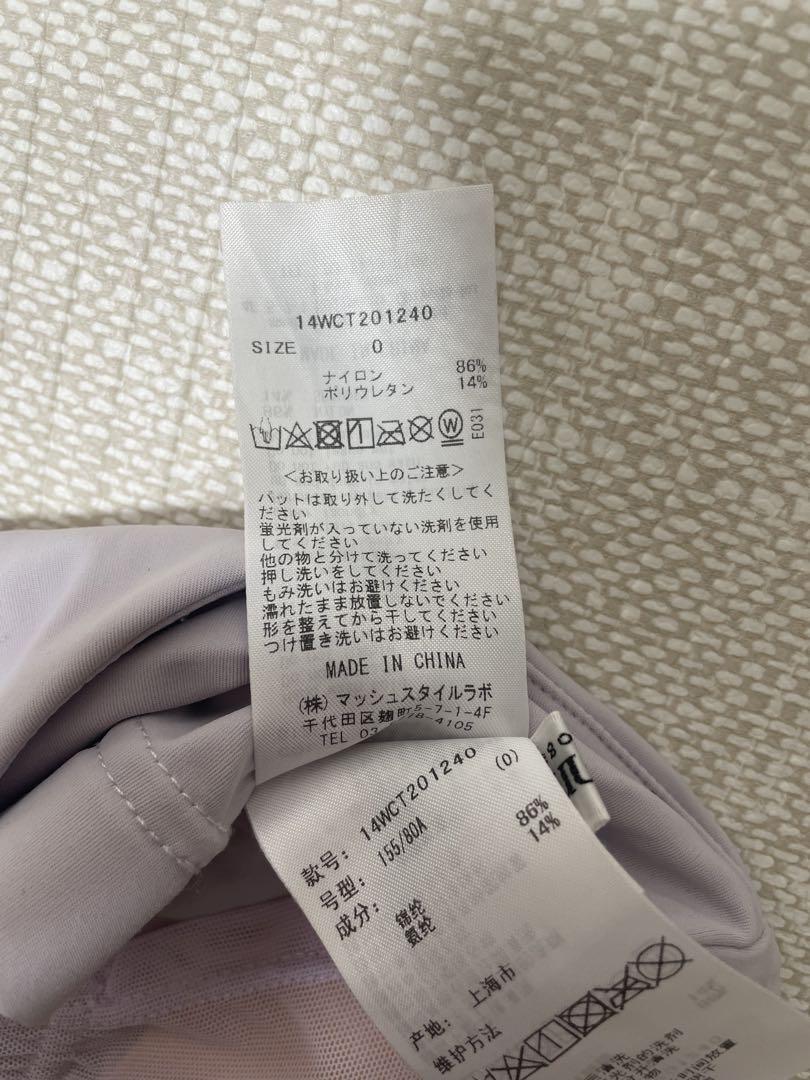 14WCT201240
SIZE 0
ナイロン 86%
ポリウレタン 14%
W
E031
<お取り扱い上のご注意>
パットは取り外して洗たくしてく
ださい
蛍光剤が入っていない洗剤を使用
してください
他の物と分けて洗ってください
押し洗いをしてください
もみ洗いはお避けください
濡れたまま放置しないでください
形を整えてから干してください
つけ置き洗いはお避けください
MADE IN CHINA
(株)マッシュスタイルラボ
千代田区麹町5-7-1-4F
TEL 03 8-4105
款号: 14WCT201240 (0)
号型: 155/80A
成分: 锦纶 86%
氨纶 14%
产地: 上海市
维护方法